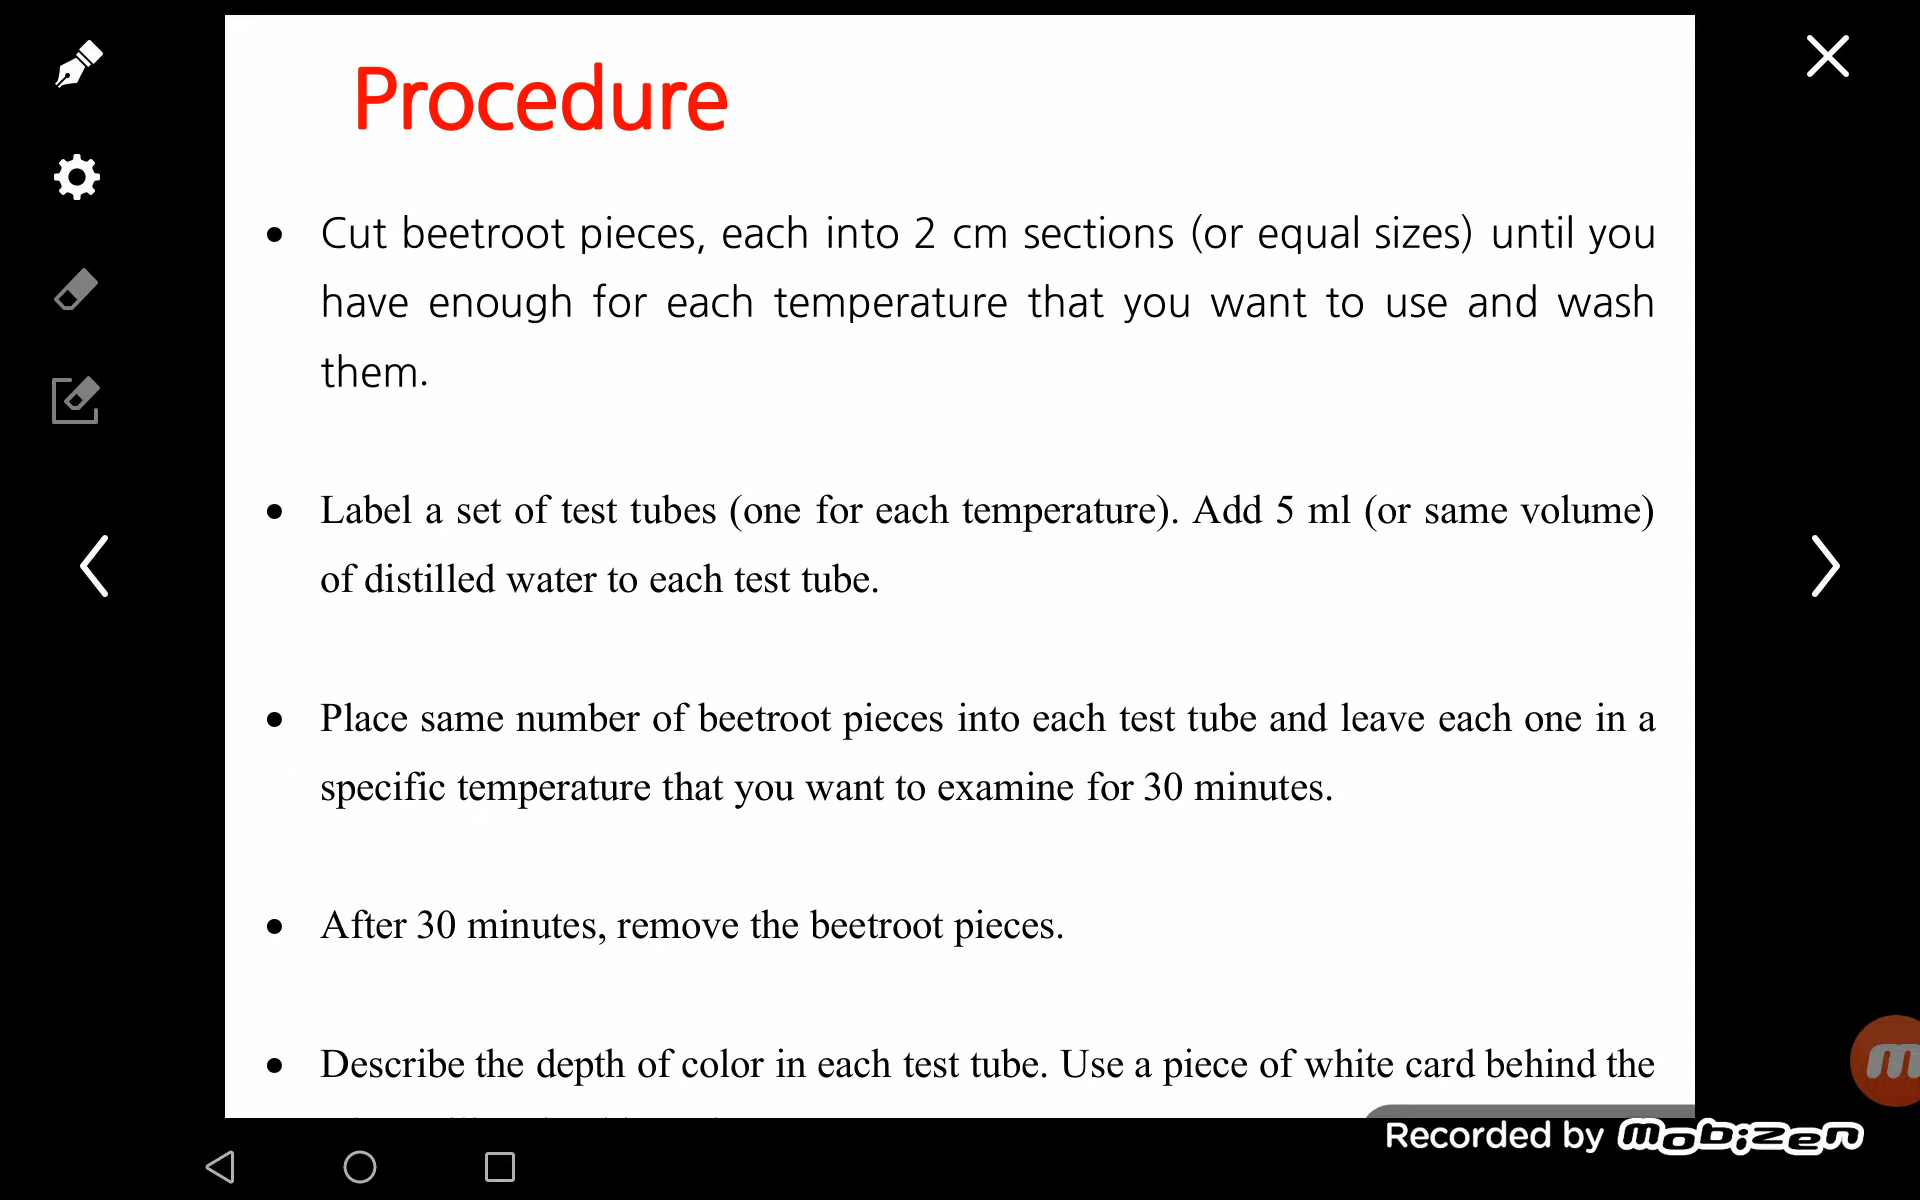 Procedure
• Cut beetroot pieces, each into 2 cm sections (or equal sizes) until you
have enough for each temperature that you want to use and wash
them.
• Label a set of test tubes (one for each temperature). Add 5 ml (or same volume)
of distilled water to each test tube.
• Place same number of beetroot pieces into each test tube and leave each one in a
specific temperature that you want to examine for 30 minutes.
• After 30 minutes, remove the beetroot pieces.
• Describe the depth of color in each test tube. Use a piece of white card behind the
Recorded by mobizen
m